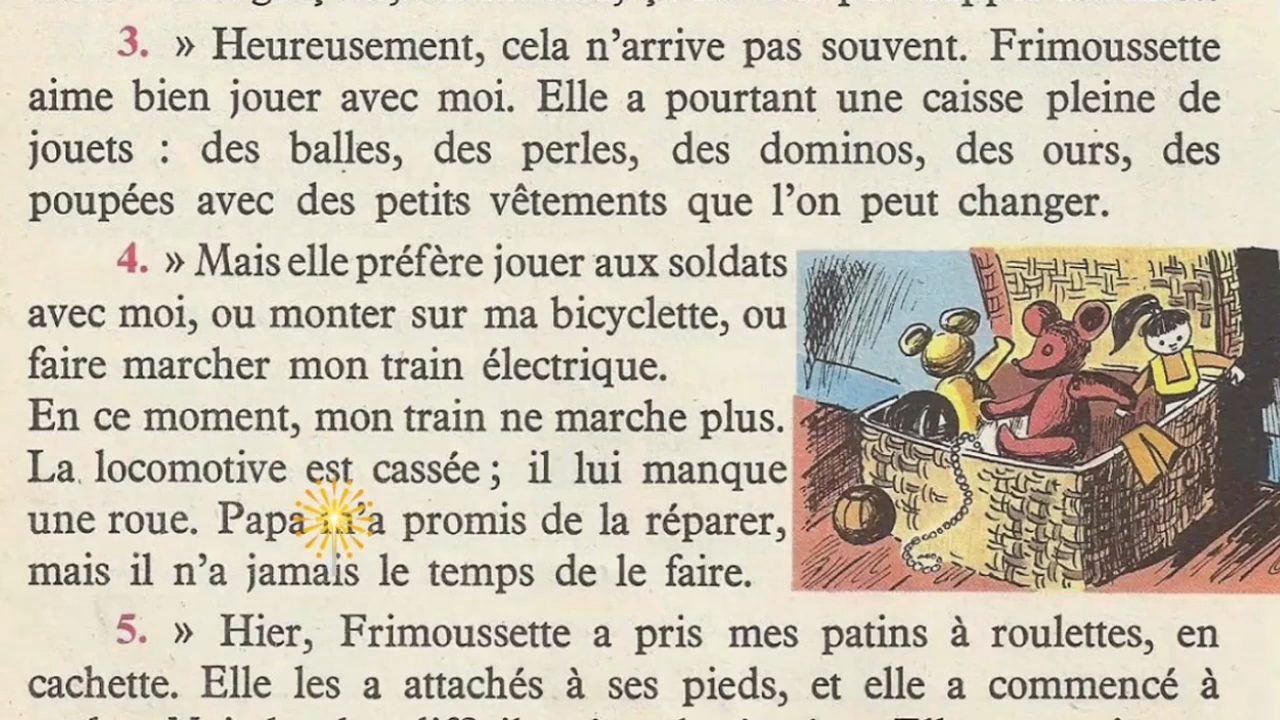 3. » Heureusement, cela n'arrive pas souvent. Frimoussette
aime bien jouer avec moi. Elle a pourtant une caisse pleine de
jouets : des balles, des perles, des dominos, des ours, des
poupées avec des petits vêtements que l'on peut changer.
4. » Mais elle préfère jouer aux soldats
avec moi, ou monter sur ma bicyclette, ou
faire marcher mon train électrique.
En ce moment, mon train ne marche plus.
La locomotive est cassée ; il lui manque
une roue. Papa m'a promis de la réparer,
mais il n'a jamais le temps de le faire.
5. » Hier, Frimoussette a pris mes patins à roulettes, en
cachette. Elle les a attachés à ses pieds, et elle a commencé à